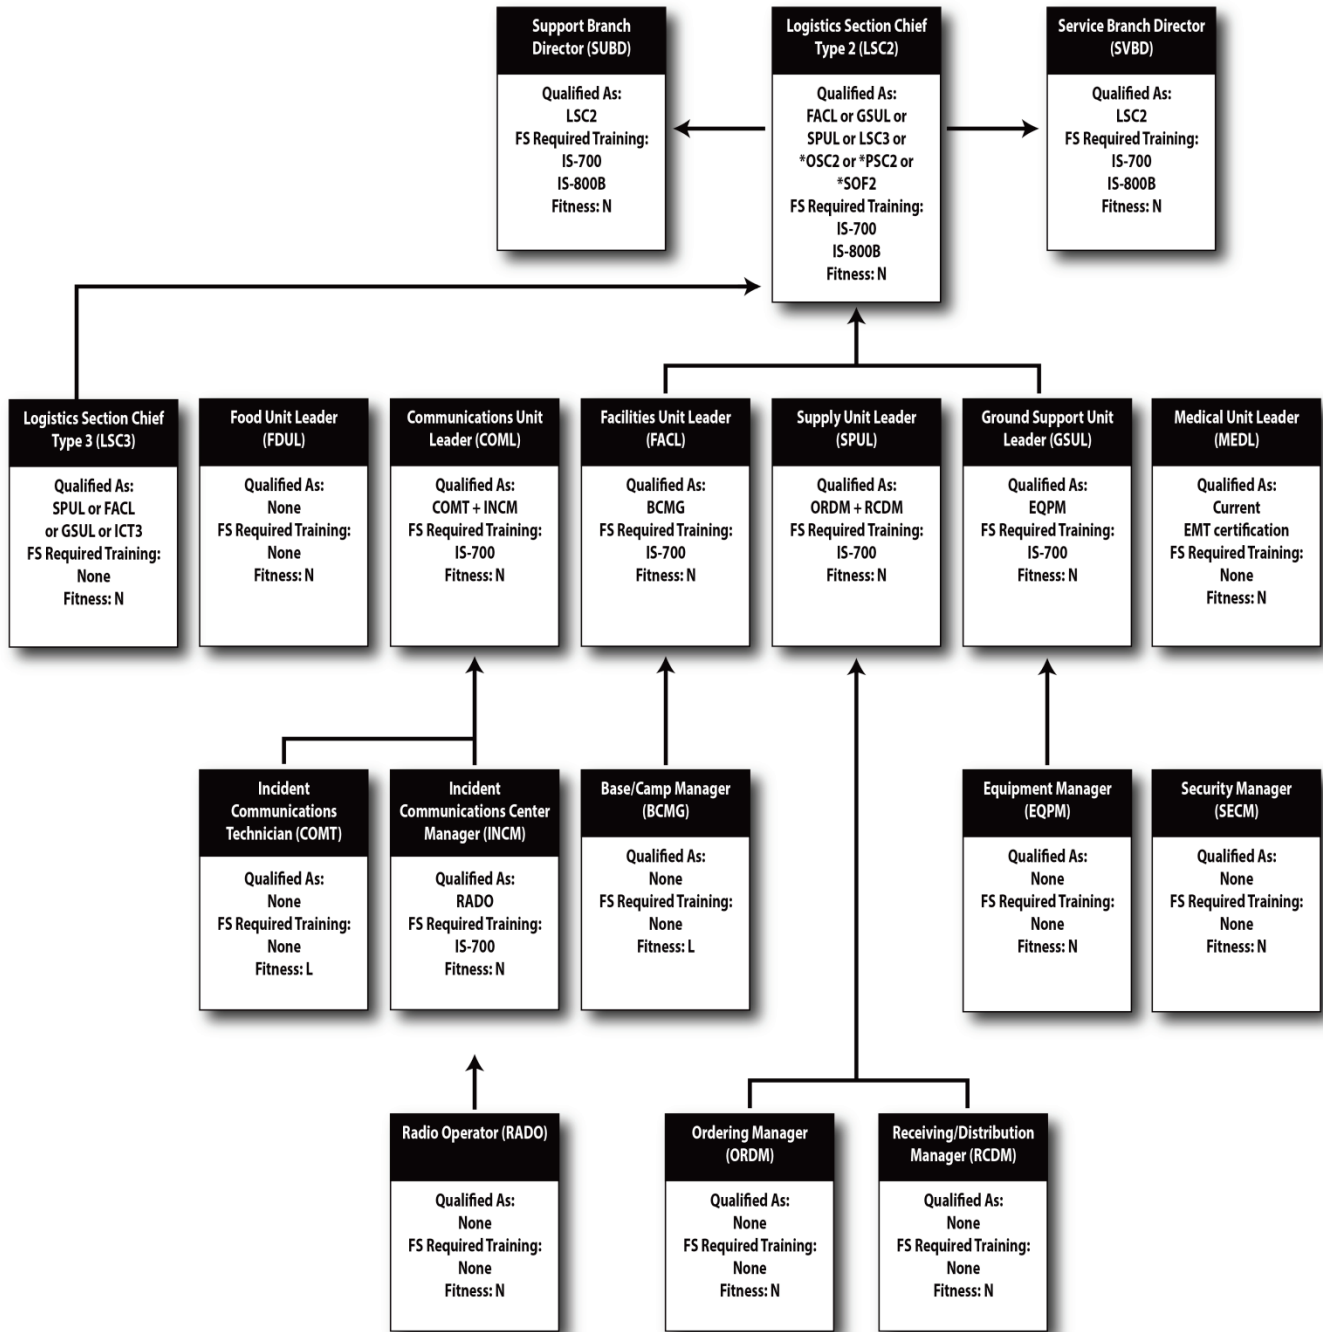 Support Branch
Director (SUBD)
Qualified As:
LSC2
FS Required Training:
IS-700
IS-800B
Fitness: N
Logistics Section Chief
Type 2 (LSC2)
Qualified As:
FACL or GSUL or
SPUL or LSC3 or
*OSC2 or *PSC2 or
*SOF2
FS Required Training:
IS-700
IS-800B
Fitness: N
Service Branch Director
(SVBD)
Qualified As:
LSC2
FS Required Training:
IS-700
IS-800B
Fitness: N
Logistics Section Chief
Type 3 (LSC3)
Qualified As:
SPUL or FACL
or GSUL or ICT3
FS Required Training:
None
Fitness: N
Food Unit Leader
(FDUL)
Qualified As:
None
FS Required Training:
None
Fitness: N
Communications Unit
Leader (COML)
Qualified As:
COMT + INCM
FS Required Training:
IS-700
Fitness: N
Facilities Unit Leader
(FACL)
Qualified As:
BCMG
FS Required Training:
IS-700
Fitness: N
Supply Unit Leader
(SPUL)
Qualified As:
ORDM + RCDM
FS Required Training:
IS-700
Fitness: N
Ground Support Unit
Leader (GSUL)
Qualified As:
EQPM
FS Required Training:
IS-700
Fitness: N
Medical Unit Leader
(MEDL)
Qualified As:
Current
EMT certification
FS Required Training:
None
Fitness: N
Incident
Communications
Technician (COMT)
Qualified As:
None
FS Required Training:
None
Fitness: L
Incident
Communications Center
Manager (INCM)
Qualified As:
RADO
FS Required Training:
IS-700
Fitness: N
Base/Camp Manager
(BCMG)
Qualified As:
None
FS Required Training:
None
Fitness: L
Equipment Manager
(EQPM)
Qualified As:
None
FS Required Training:
None
Fitness: N
Security Manager
(SECM)
Qualified As:
None
FS Required Training:
None
Fitness: N
Radio Operator (RADO)
Qualified As:
None
FS Required Training:
None
Fitness: N
Ordering Manager
(ORDM)
Qualified As:
None
FS Required Training:
None
Fitness: N
Receiving/Distribution
Manager (RCDM)
Qualified As:
None
FS Required Training:
None
Fitness: N